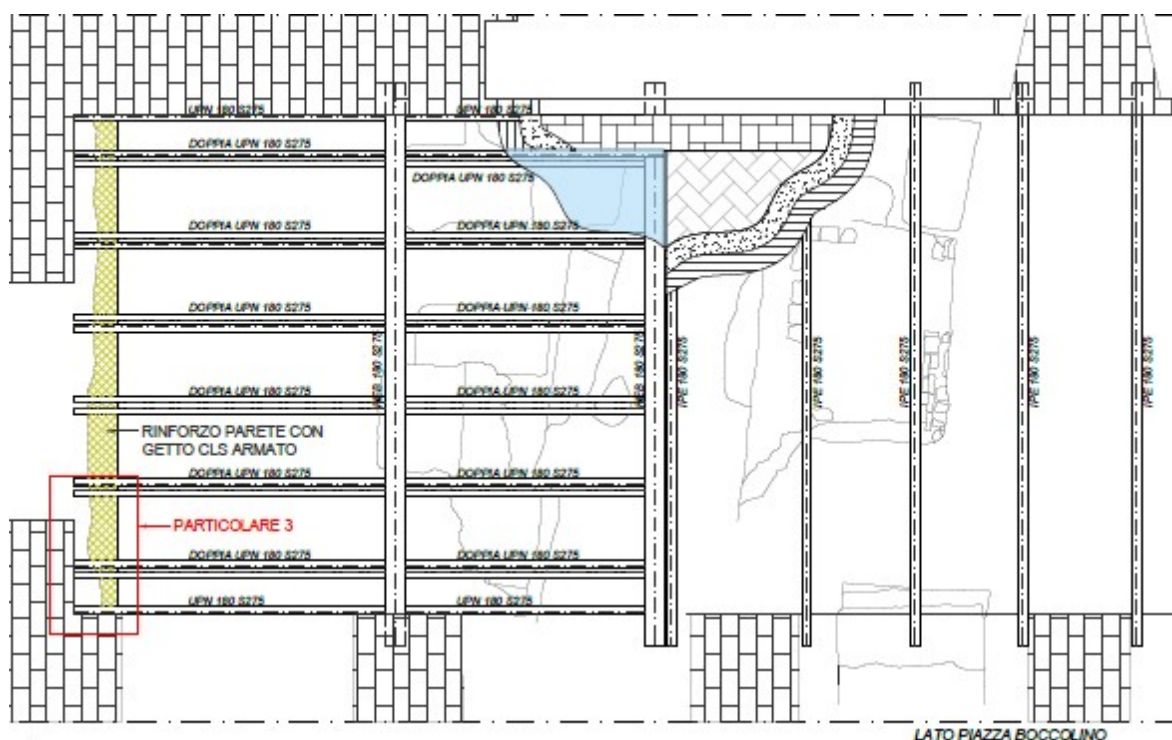 UPN 180 S275
UPN 180 S275
DOPPIA UPN 180 S275
DOPPIA UPN 180 S275
DOPPIA UPN 180 S275
DOPPIA UPN 180 S275
DOPPIA UPN 180 S275
DOPPIA UPN 180 S275
HEB 180 S275
HEB 180 S275
IPE 180 S275
IPE 180 S275
IPE 180 S275
IPE 180 S275
IPE 180 S275
DOPPIA UPN 180 S275
DOPPIA UPN 180 S275
RINFORZO PARETE CON
GETTO CLS ARMATO
DOPPIA UPN 180 S275
DOPPIA UPN 180 S275
PARTICOLARE 3
DOPPIA UPN 180 S275
DOPPIA UPN 180 S275
UPN 180 S275
UPN 180 S275
LATO PIAZZA BOCCOLINO